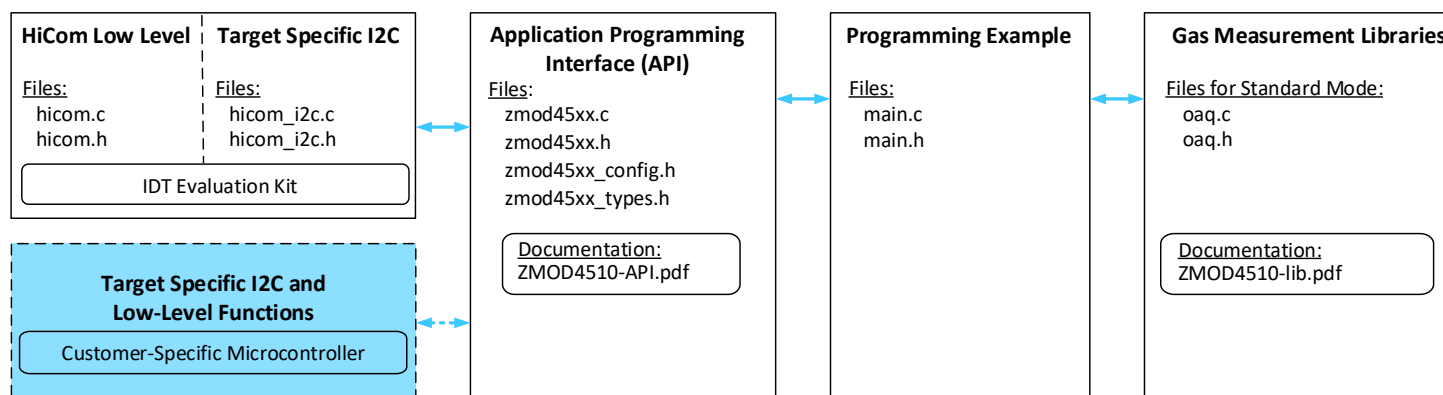 HiCom Low Level
Files:
hicom.c
hicom.h
Target Specific I2C
Files:
hicom_i2c.c
hicom_i2c.h
IDT Evaluation Kit
Target Specific I2C and
Low-Level Functions
Customer-Specific Microcontroller
Application Programming
Interface (API)
Files:
zmod45xx.c
zmod45xx.h
zmod45xx_config.h
zmod45xx_types.h
Documentation:
ZMOD4510-API.pdf
Programming Example
Files:
main.c
main.h
Gas Measurement Libraries
Files for Standard Mode:
oaq.c
oaq.h
Documentation:
ZMOD4510-lib.pdf